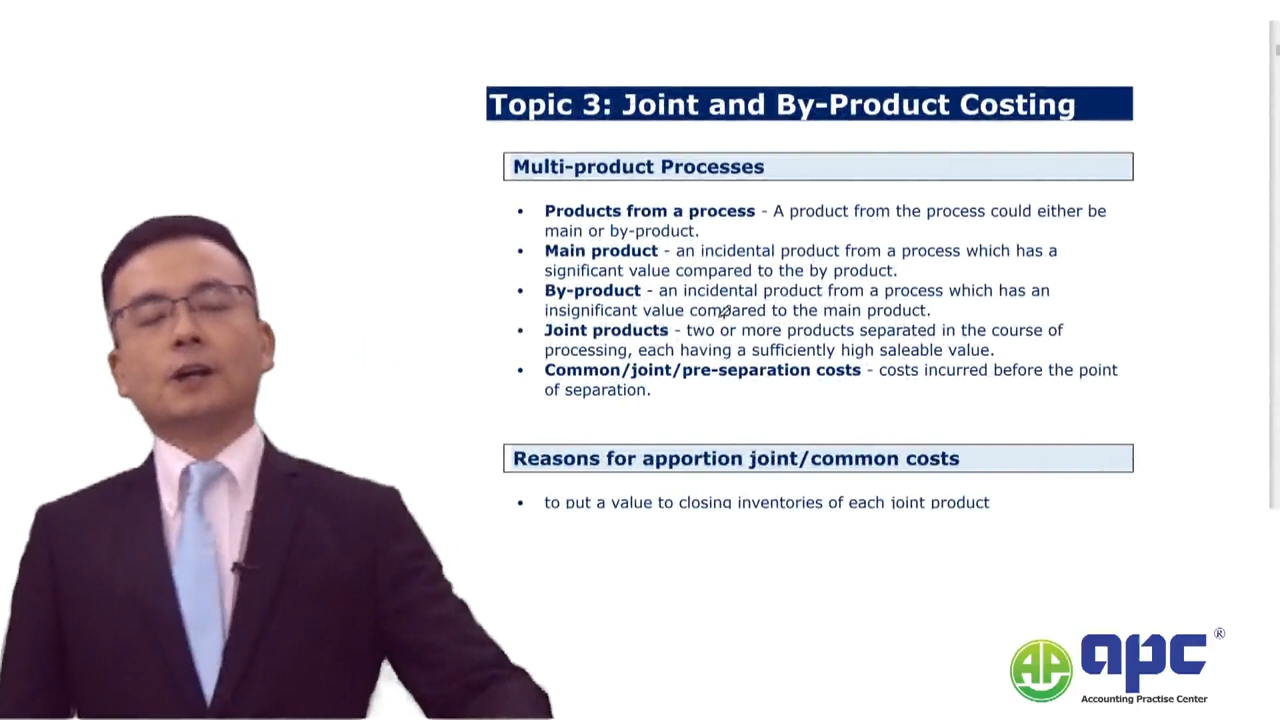 Topic 3: Joint and By-Product Costing
Multi-product Processes
• Products from a process - A product from the process could either be
main or by-product.
• Main product - an incidental product from a process which has a
significant value compared to the by product.
• By-product - an incidental product from a process which has an
insignificant value compared to the main product.
• Joint products - two or more products separated in the course of
processing, each having a sufficiently high saleable value.
• Common/joint/pre-separation costs - costs incurred before the point
of separation.
Reasons for apportion joint/common costs
• to put a value to closing inventories of each joint product
AP apc ®
Accounting Practise Center